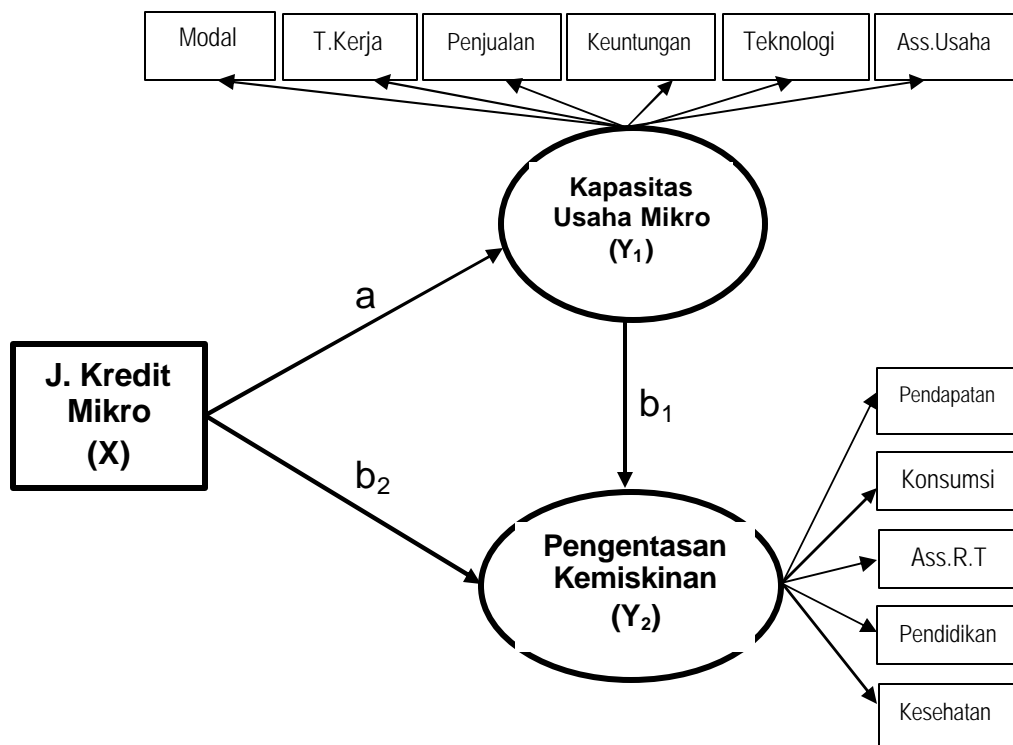 Modal
T.Kerja
Penjualan
Keuntungan
Teknologi
Ass.Usaha
Kapasitas
Usaha Mikro
(Y₁)
a
J. Kredit
Mikro
(X)
b₁
b₂
Pengentasan
Kemiskinan
(Y₂)
Pendapatan
Konsumsi
Ass.R.T
Pendidikan
Kesehatan